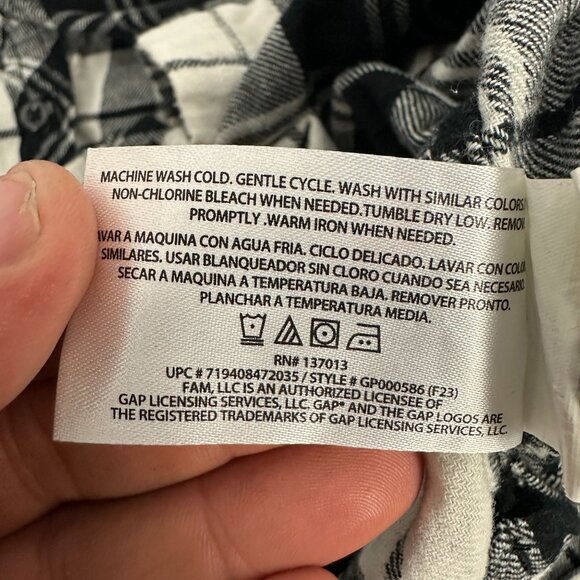 MACHINE WASH COLD. GENTLE CYCLE. WASH WITH SIMILAR COLORS
NON-CHLORINE BLEACH WHEN NEEDED.TUMBLE DRY LOW. REMOV
PROMPTLY .WARM IRON WHEN NEEDED.
AVAR A MAQUINA CON AGUA FRIA. CICLO DELICADO. LAVAR CON COLO
SIMILARES. USAR BLANQUEADOR SIN CLORO CUANDO SEA NECESARIO.
SECAR A MAQUINA A TEMPERATURA BAJA. REMOVER PRONTO.
PLANCHAR A TEMPERATURA MEDIA.
RN# 137013
UPC # 719408472035 / STYLE # GP000586 (F23)
FAM, LLC IS AN AUTHORIZED LICENSEE OF
GAP LICENSING SERVICES, LLC. GAP® AND THE GAP LOGOS ARE
THE REGISTERED TRADEMARKS OF GAP LICENSING SERVICES, LLC.